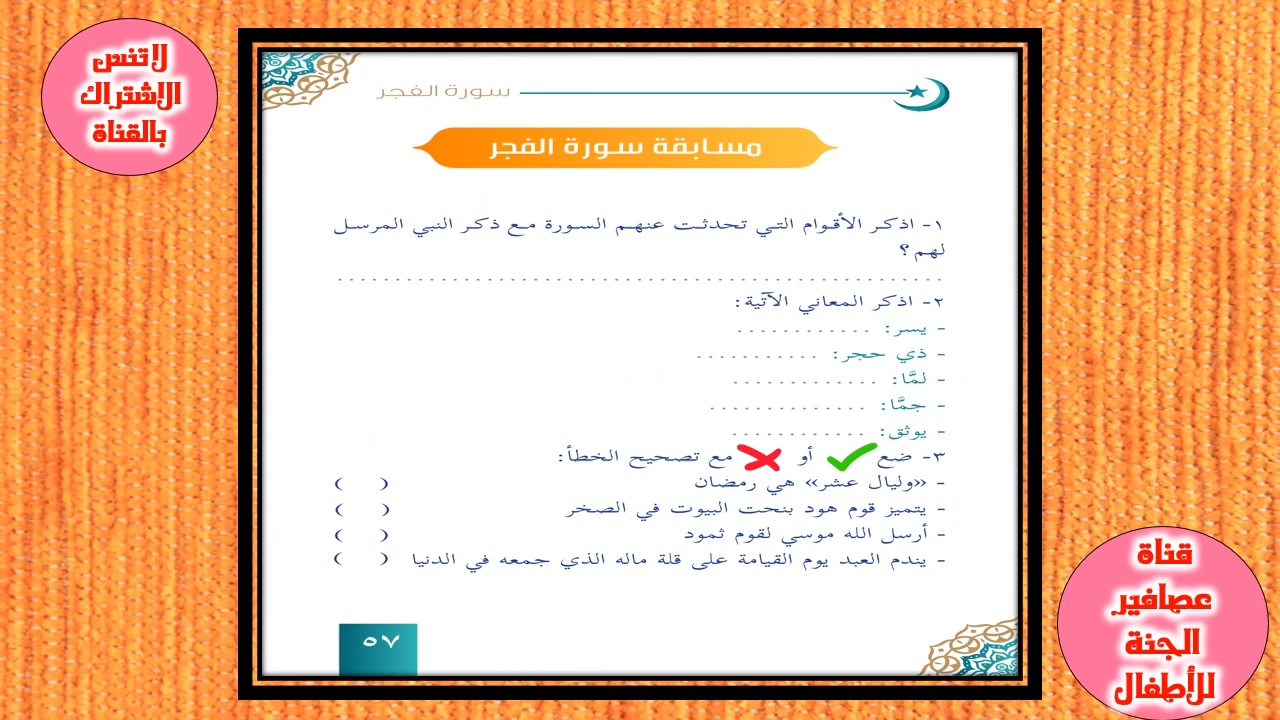 لا تنس
الإشتراك
بالقناة
سورة الفجر
مسابقة سورة الفجر
١- اذكر الأقوام التي تحدثت عنهم السورة مع ذكر النبي المرسل
لهم؟
٢- اذكر المعاني الآتية:
- يسر: ............
- ذي حجر: ...........
- لمَّا: .............
- جمَّا: ..............
- يوثق: ............
٣- ضع ✓ أو ✗ مع تصحيح الخطأ:
- «وليال عشر» هي رمضان ( )
- يتميز قوم هود بنحت البيوت في الصخر ( )
- أرسل الله موسي لقوم ثمود ( )
- يندم العبد يوم القيامة على قلة ماله الذي جمعه في الدنيا ( )
٥٧
قناة
عصافير
الجنة
للأطفال